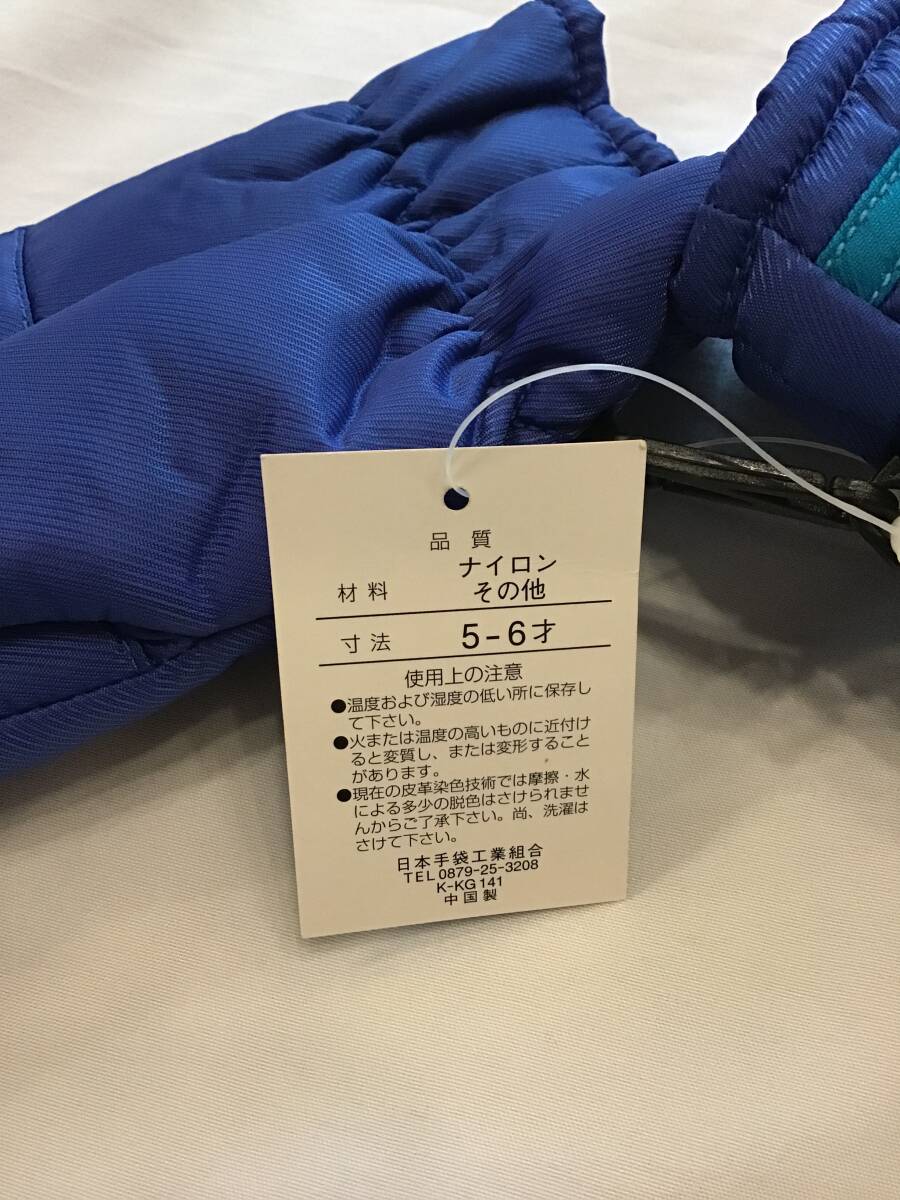 品質
材料 ナイロン
その他
寸法 5-6才
使用上の注意
●温度および湿度の低い所に保存し
て下さい。
●火または温度の高いものに近付け
ると変質し、または変形すること
があります。
●現在の皮革染色技術では摩擦・水
による多少の脱色はさけられませ
んからご了承下さい。尚、洗濯は
さけて下さい。
日本手袋工業組合
TEL 0879-25-3208
K-KG 141
中国製